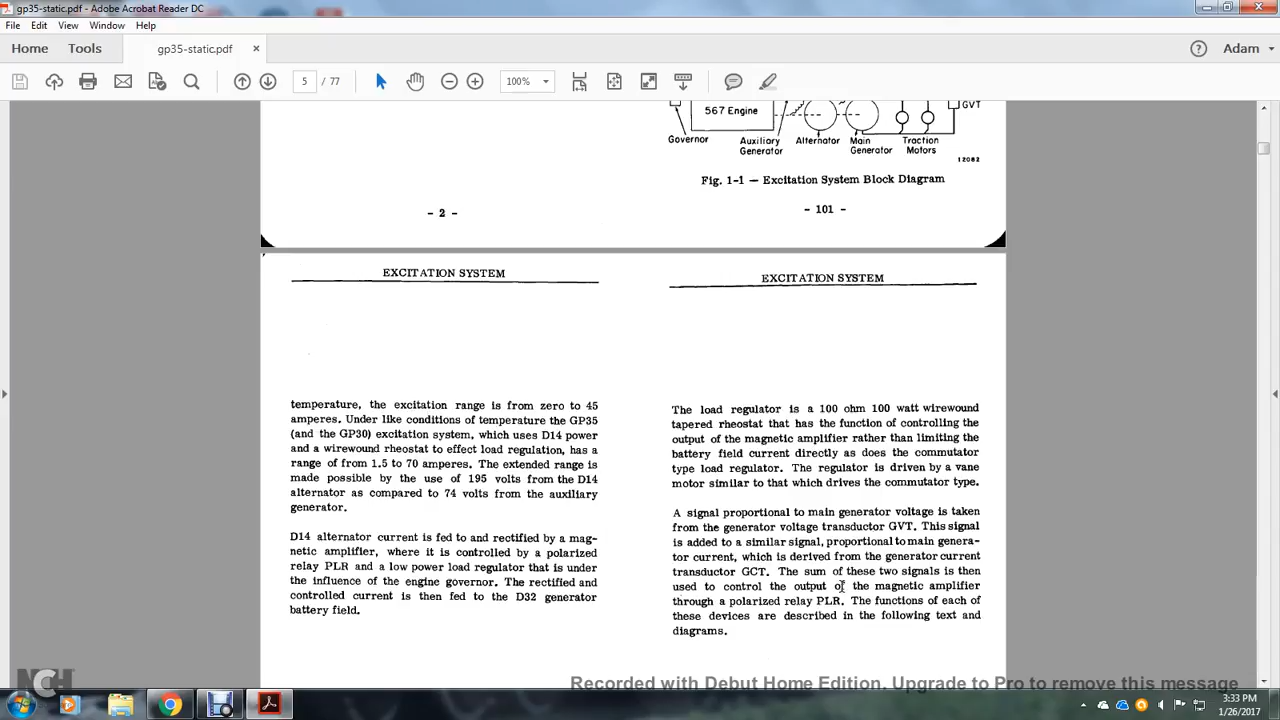 gp35-static.pdf - Adobe Acrobat Reader DC
File Edit View Window Help
Home Tools gp35-static.pdf × Adam
5 / 77 100%
567 Engine
GVT
Governor
Auxiliary
Generator
Alternator
Main
Generator
Traction
Motors
12082
Fig. 1-1 — Excitation System Block Diagram
- 2 -
- 101 -
EXCITATION SYSTEM
temperature, the excitation range is from zero to 45
amperes. Under like conditions of temperature the GP35
(and the GP30) excitation system, which uses D14 power
and a wirewound rheostat to effect load regulation, has a
range of from 1.5 to 70 amperes. The extended range is
made possible by the use of 195 volts from the D14
alternator as compared to 74 volts from the auxiliary
generator.
D14 alternator current is fed to and rectified by a mag-
netic amplifier, where it is controlled by a polarized
relay PLR and a low power load regulator that is under
the influence of the engine governor. The rectified and
controlled current is then fed to the D32 generator
battery field.
EXCITATION SYSTEM
The load regulator is a 100 ohm 100 watt wirewound
tapered rheostat that has the function of controlling the
output of the magnetic amplifier rather than limiting the
battery field current directly as does the commutator
type load regulator. The regulator is driven by a vane
motor similar to that which drives the commutator type.
A signal proportional to main generator voltage is taken
from the generator voltage transductor GVT. This signal
is added to a similar signal, proportional to main genera-
tor current, which is derived from the generator current
transductor GCT. The sum of these two signals is then
used to control the output of the magnetic amplifier
through a polarized relay PLR. The functions of each of
these devices are described in the following text and
diagrams.
NCH
Recorded with Debut Home Edition. Upgrade to Pro to remove this message
3:33 PM
1/26/2017